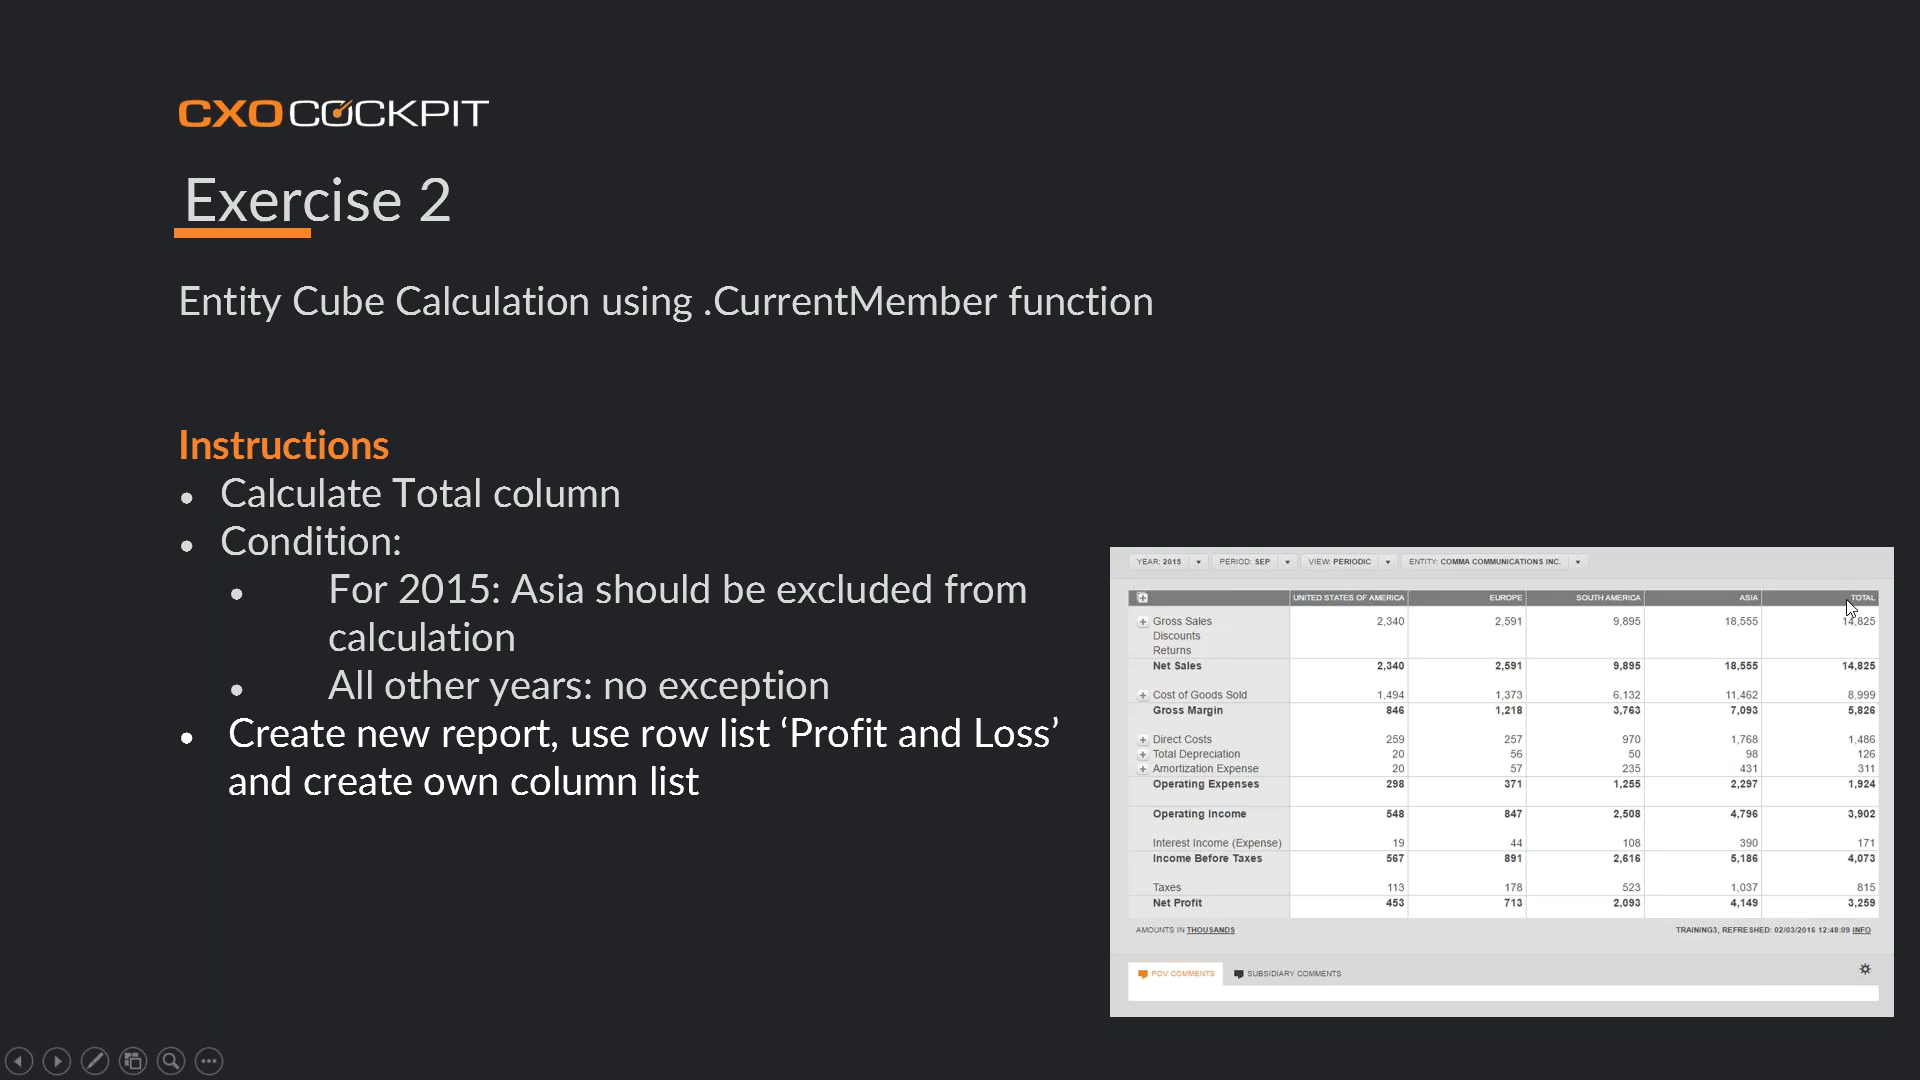 CXO COCKPIT
Exercise 2
Entity Cube Calculation using .CurrentMember function
Instructions
• Calculate Total column
• Condition:
• For 2015: Asia should be excluded from
calculation
• All other years: no exception
• Create new report, use row list ‘Profit and Loss’
and create own column list
YEAR: 2015 PERIOD: SEP VIEW: PERIODIC ENTITY: COMMA COMMUNICATIONS INC.
UNITED STATES OF AMERICA EUROPE SOUTH AMERICA ASIA TOTAL
Gross Sales 2,340 2,591 9,895 18,555 14,825
Discounts
Returns
Net Sales 2,340 2,591 9,895 18,555 14,825
Cost of Goods Sold 1,494 1,373 6,132 11,462 8,999
Gross Margin 846 1,218 3,763 7,093 5,826
Direct Costs 259 257 970 1,768 1,486
Total Depreciation 20 56 50 98 126
Amortization Expense 20 57 235 431 311
Operating Expenses 298 371 1,255 2,297 1,924
Operating Income 548 847 2,508 4,796 3,902
Interest Income (Expense) 19 44 108 390 171
Income Before Taxes 567 891 2,616 5,186 4,073
Taxes 113 178 523 1,037 815
Net Profit 453 713 2,093 4,149 3,259
AMOUNTS IN THOUSANDS TRAINING3, REFRESHED: 02/03/2016 12:48:09 INFO
POV COMMENTS SUBSIDIARY COMMENTS